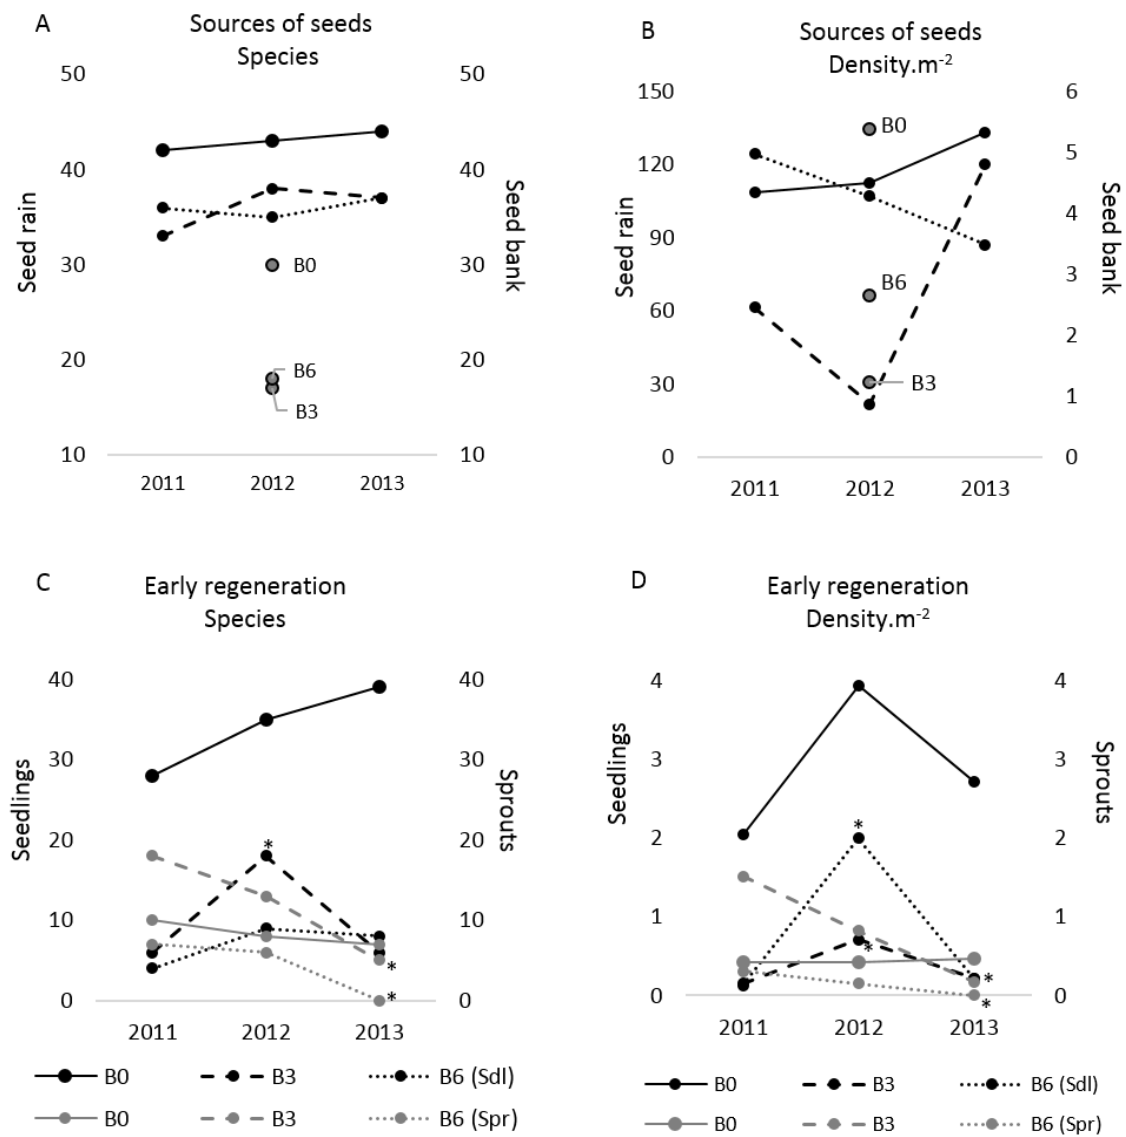 A
Sources of seeds
Species
50
50
40
40
Seed rain
Seed bank
30
30
B0
20
20
B6
B3
10
10
2011
2012
2013
B
Sources of seeds
Density.m-2
150
6
B0
120
5
4
Seed rain
Seed bank
90
3
B6
60
2
30
B3
1
0
0
2011
2012
2013
C
Early regeneration
Species
40
40
30
30
Seedlings
Sprouts
20
20
*
10
10
*
*
0
0
2011
2012
2013
B0
B3
B6 (Sdl)
B0
B3
B6 (Spr)
D
Early regeneration
Density.m-2
4
4
3
3
Seedlings
Sprouts
2
2
*
1
1
*
*
*
0
0
2011
2012
2013
B0
B3
B6 (Sdl)
B0
B3
B6 (Spr)